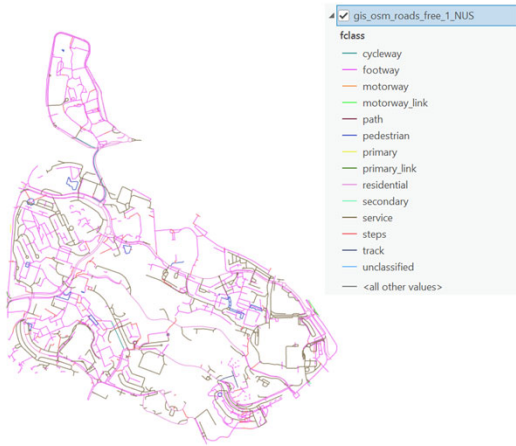 gis_osm_roads_free_1_NUS
fclass
cycleway
footway
motorway
motorway_link
path
pedestrian
primary
primary_link
residential
secondary
service
steps
track
unclassified
<all other values>